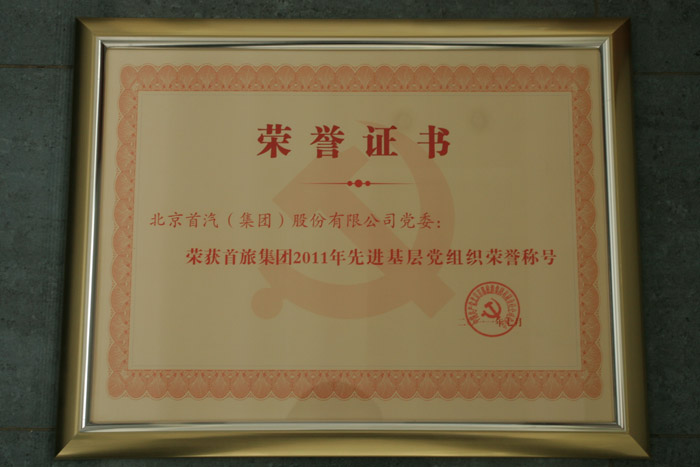 荣誉证书
北京首汽（集团）股份有限公司党委：
荣获首旅集团2011年先进基层党组织荣誉称号